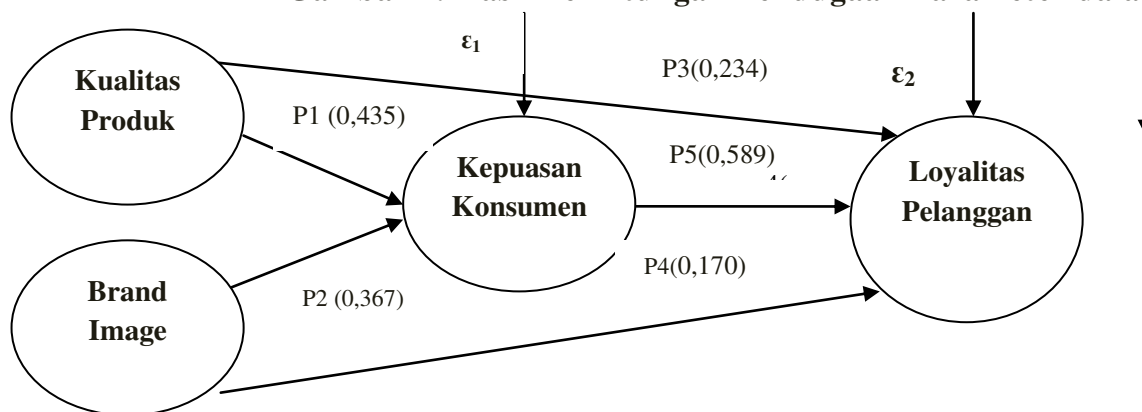 ε₁
P3(0,234)
ε₂
Kualitas
Produk
P1 (0,435)
Kepuasan
Konsumen
P5(0,589)
Loyalitas
Pelanggan
P4(0,170)
Brand
Image
P2 (0,367)